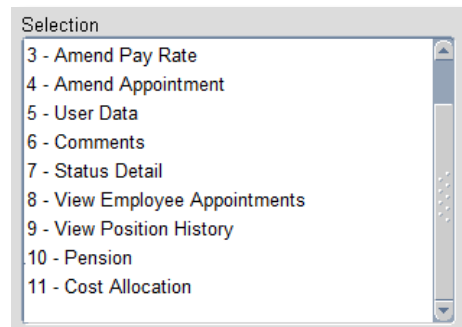 Selection
3 - Amend Pay Rate
4 - Amend Appointment
5 - User Data
6 - Comments
7 - Status Detail
8 - View Employee Appointments
9 - View Position History
10 - Pension
11 - Cost Allocation